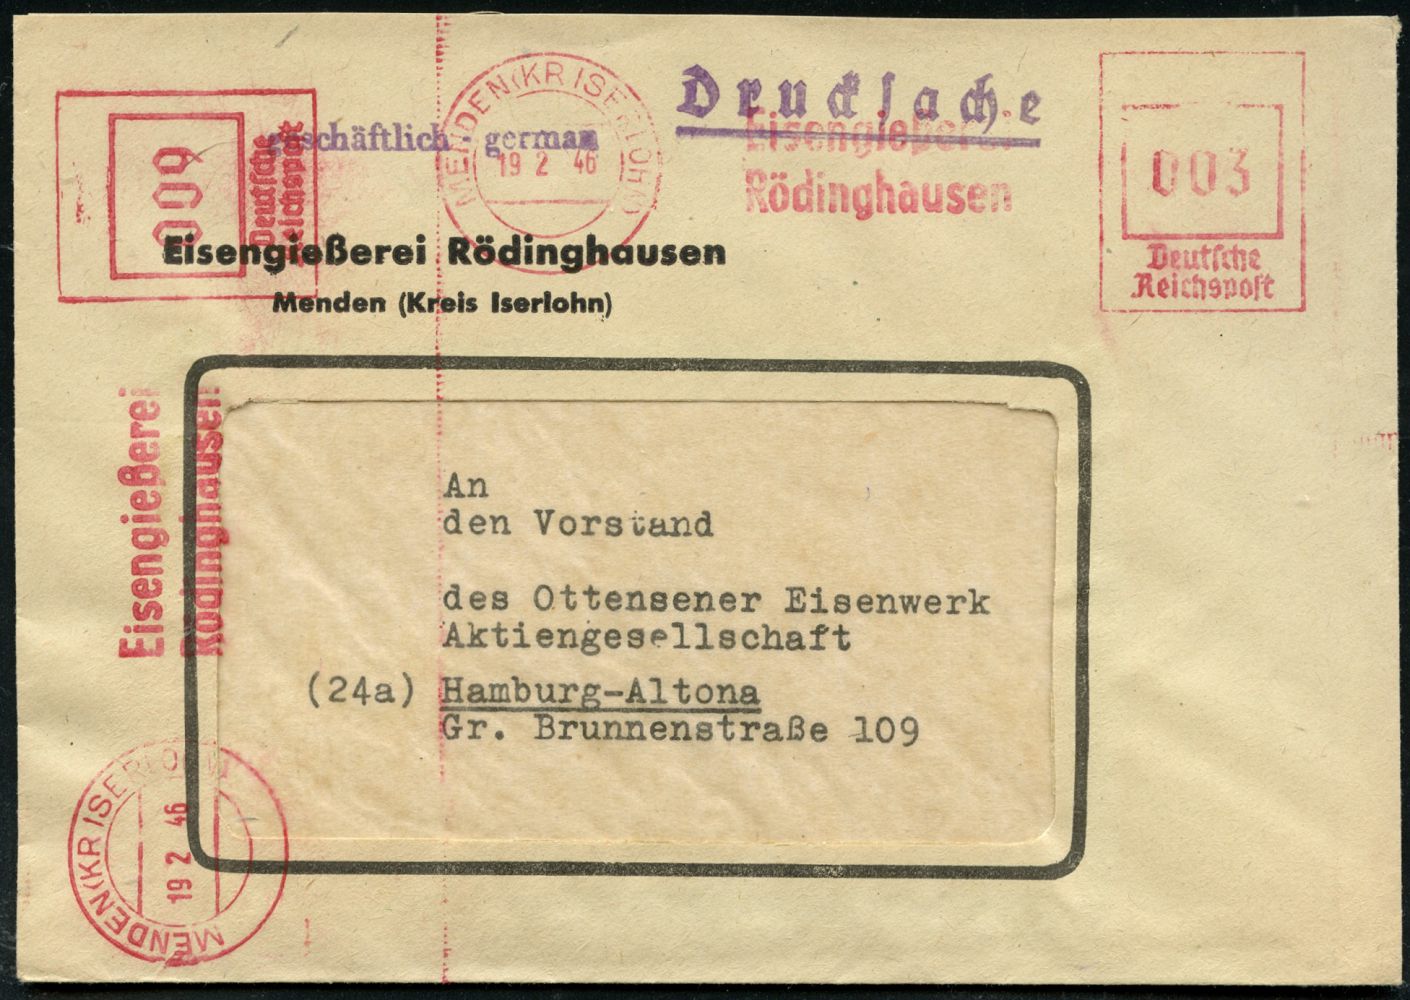 Drucksache
MENDEN (KR ISERLOHN)
19 2 46
geschäftlich - german
Eisengießerei
Rödinghausen
003
Deutsche
Reichspost
009
Deutsche
Reichspost
Eisengießerei Rödinghausen
Menden (Kreis Iserlohn)
Eisengießerei
Rödinghausen
An
den Vorstand
des Ottensener Eisenwerk
Aktiengesellschaft
(24a) Hamburg-Altona
Gr. Brunnenstraße 109
MENDEN (KR ISERLOHN)
19 2 46